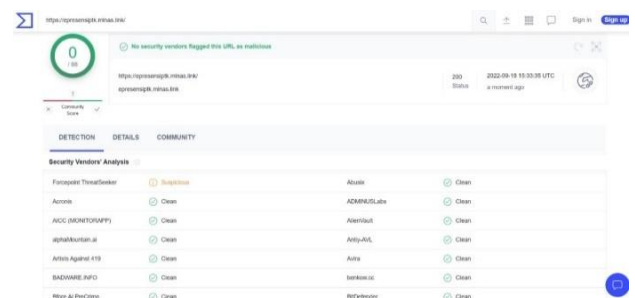 https://epresensiptk.minas.link/
Sign in
Sign up
0
/ 88
?
Community
Score
No security vendors flagged this URL as malicious
https://epresensiptk.minas.link/
epresensiptk.minas.link
200
Status
2022-09-19 10:33:35 UTC
a moment ago
DETECTION DETAILS COMMUNITY
Security Vendors' Analysis
Forcepoint ThreatSeeker Suspicious Abusix Clean
Acronis Clean ADMINUSLabs Clean
AICC (MONITORAPP) Clean AlienVault Clean
alphaMountain.ai Clean Antiy-AVL Clean
Artists Against 419 Clean Avira Clean
BADWARE.INFO Clean benkow.cc Clean
Clean BitDefender Clean